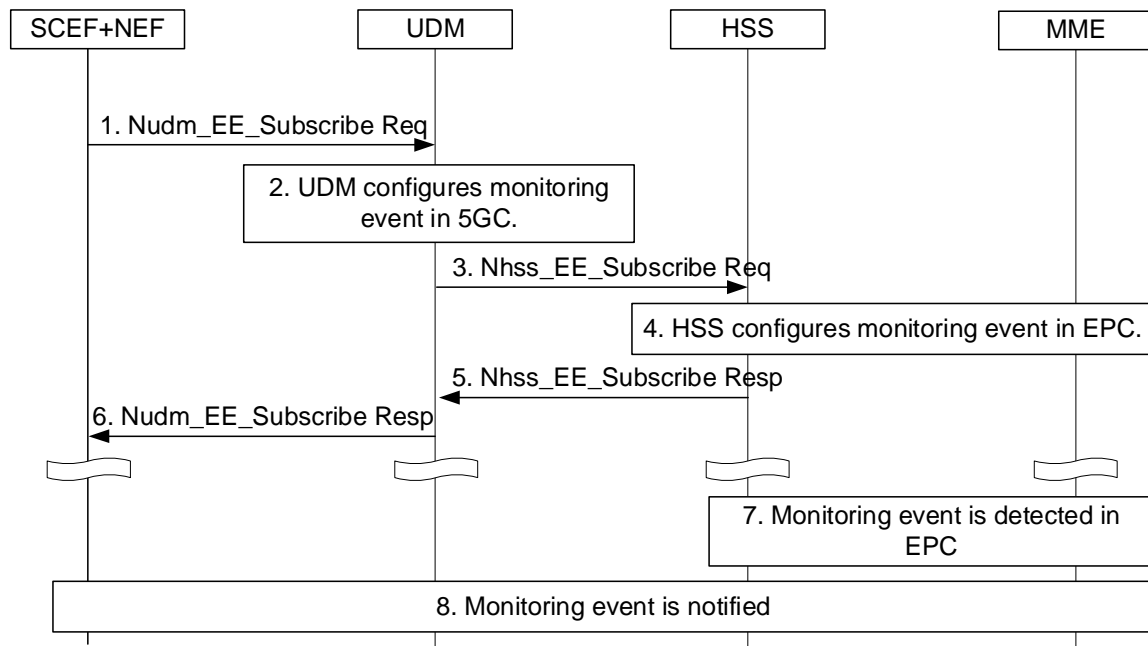 SCEF+NEF
UDM
HSS
MME
1. Nudm_EE_Subscribe Req
2. UDM configures monitoring
event in 5GC.
3. Nhss_EE_Subscribe Req
4. HSS configures monitoring event in EPC.
5. Nhss_EE_Subscribe Resp
6. Nudm_EE_Subscribe Resp
7. Monitoring event is detected in
EPC
8. Monitoring event is notified